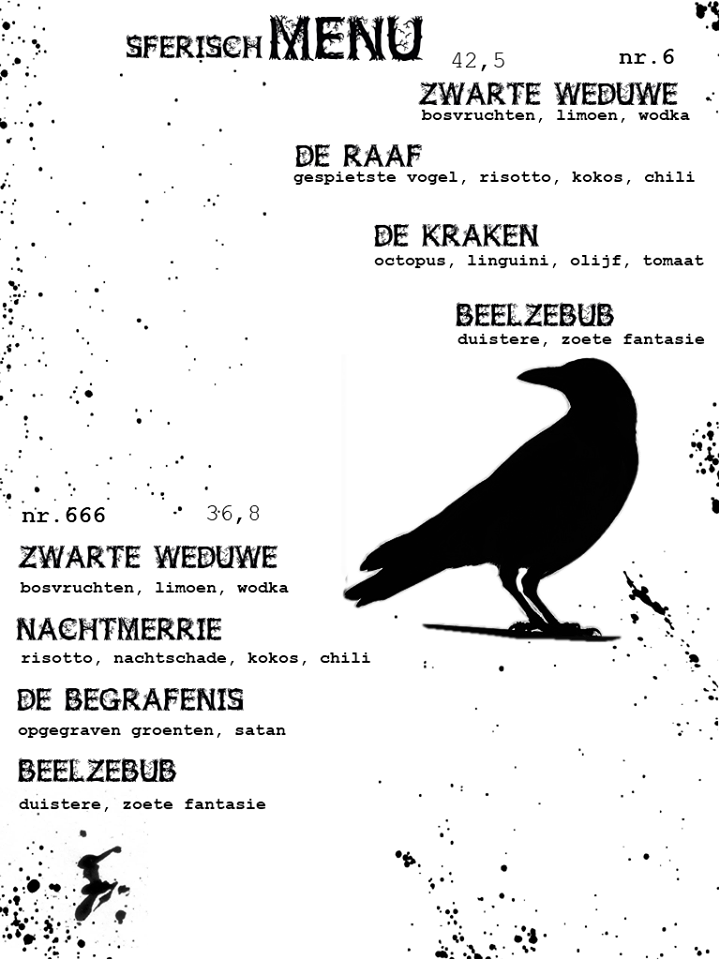 SFERISCH MENU
42,5 nr.6
ZWARTE WEDUWE
bosvruchten, limoen, wodka
DE RAAF
gespietste vogel, risotto, kokos, chili
DE KRAKEN
octopus, linguini, olijf, tomaat
BEELZEBUB
duistere, zoete fantasie
nr.666 36,8
ZWARTE WEDUWE
bosvruchten, limoen, wodka
NACHTMERRIE
risotto, nachtschade, kokos, chili
DE BEGRAFENIS
opgegraven groenten, satan
BEELZEBUB
duistere, zoete fantasie